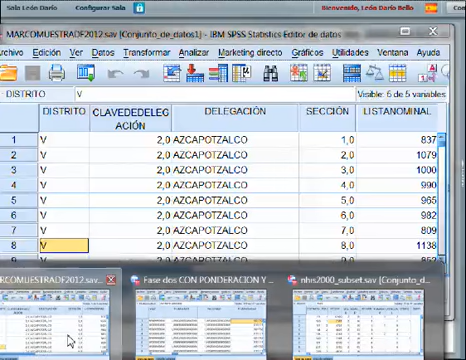 Sala Ledo Darío Configurar Sala Bienvenido, Ledo Darío
MARCOMUESTRADF2012.sav [Conjunto_de_datos1] - IBM SPSS Statistics Editor de datos
Archivo Edición Ver Datos Transformar Analizar Marketing directo Gráficos Utilidades Ventana Ayuda
DISTRITO V Visible: 5 de 5 variables
DISTRITO CLAVEDEDELEGACIÓN DELEGACIÓN SECCIÓN LISTANOMINAL
1 V 2,0 AZCAPOTZALCO 1,0 837
2 V 2,0 AZCAPOTZALCO 2,0 1079
3 V 2,0 AZCAPOTZALCO 3,0 1000
4 V 2,0 AZCAPOTZALCO 4,0 990
5 V 2,0 AZCAPOTZALCO 5,0 965
6 V 2,0 AZCAPOTZALCO 6,0 982
7 V 2,0 AZCAPOTZALCO 7,0 809
8 V 2,0 AZCAPOTZALCO 8,0 1138
ARCOMUESTRADF2012.sav... Fase dos CON PONDERACION Y ... nhis2000_subset.sav [Conjunto_d...